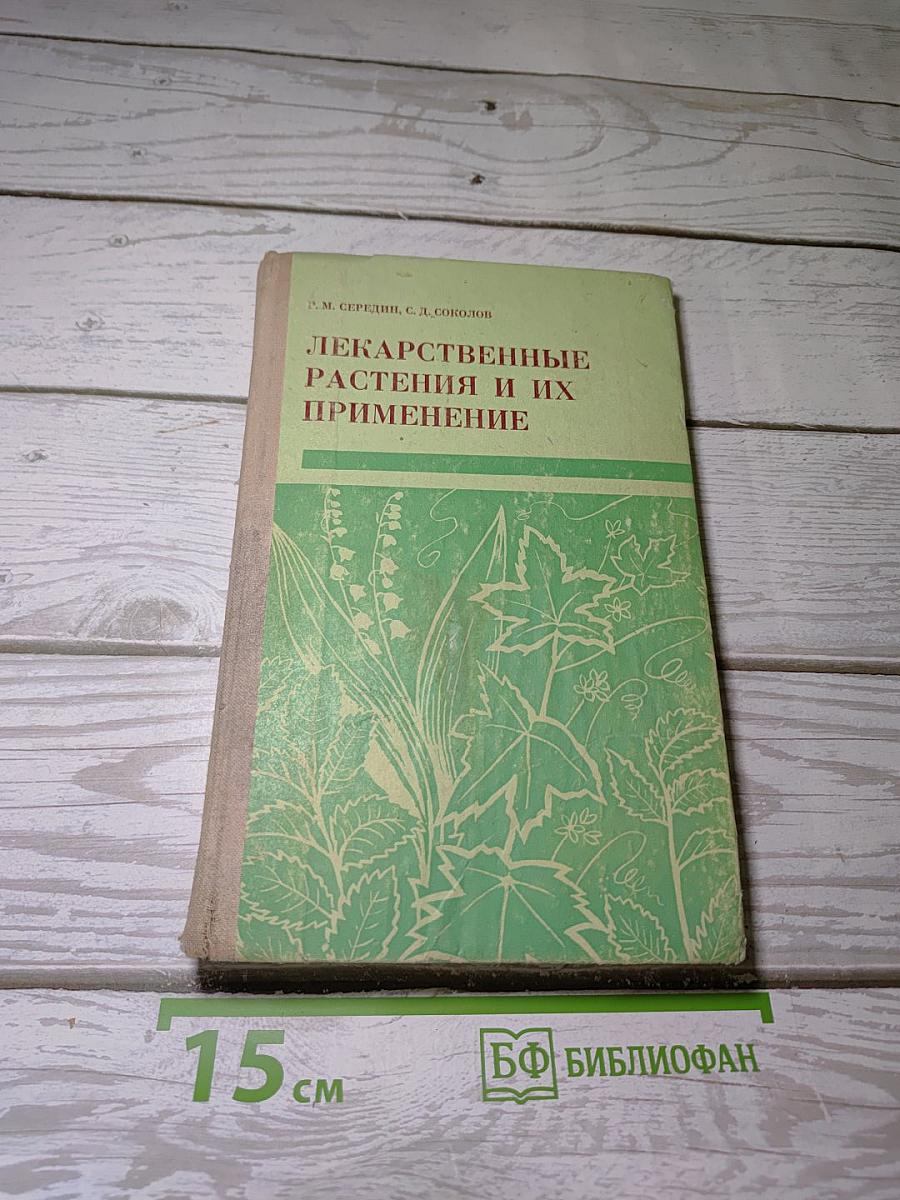 Р. М. СЕРЕДИН, С. Д. СОКОЛОВ
ЛЕКАРСТВЕННЫЕ
РАСТЕНИЯ И ИХ
ПРИМЕНЕНИЕ
15 см
БФ БИБЛИОФАН